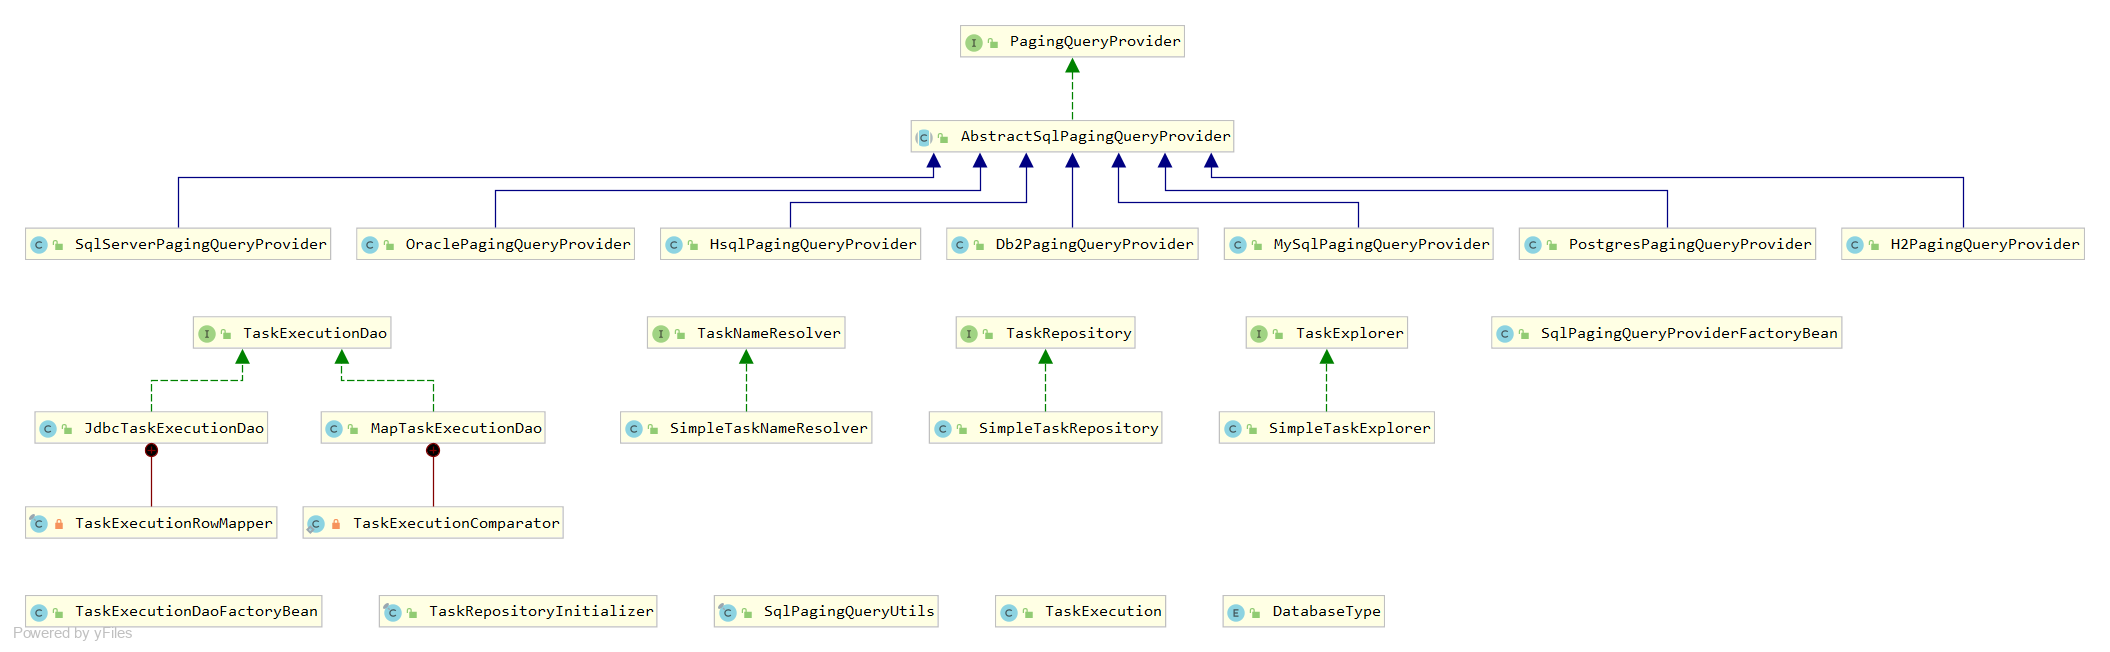 PagingQueryProvider
AbstractSqlPagingQueryProvider
SqlServerPagingQueryProvider
OraclePagingQueryProvider
HsqlPagingQueryProvider
Db2PagingQueryProvider
MySqlPagingQueryProvider
PostgresPagingQueryProvider
H2PagingQueryProvider
TaskExecutionDao
TaskNameResolver
TaskRepository
TaskExplorer
SqlPagingQueryProviderFactoryBean
JdbcTaskExecutionDao
MapTaskExecutionDao
SimpleTaskNameResolver
SimpleTaskRepository
SimpleTaskExplorer
TaskExecutionRowMapper
TaskExecutionComparator
TaskExecutionDaoFactoryBean
TaskRepositoryInitializer
SqlPagingQueryUtils
TaskExecution
DatabaseType
Powered by yFiles